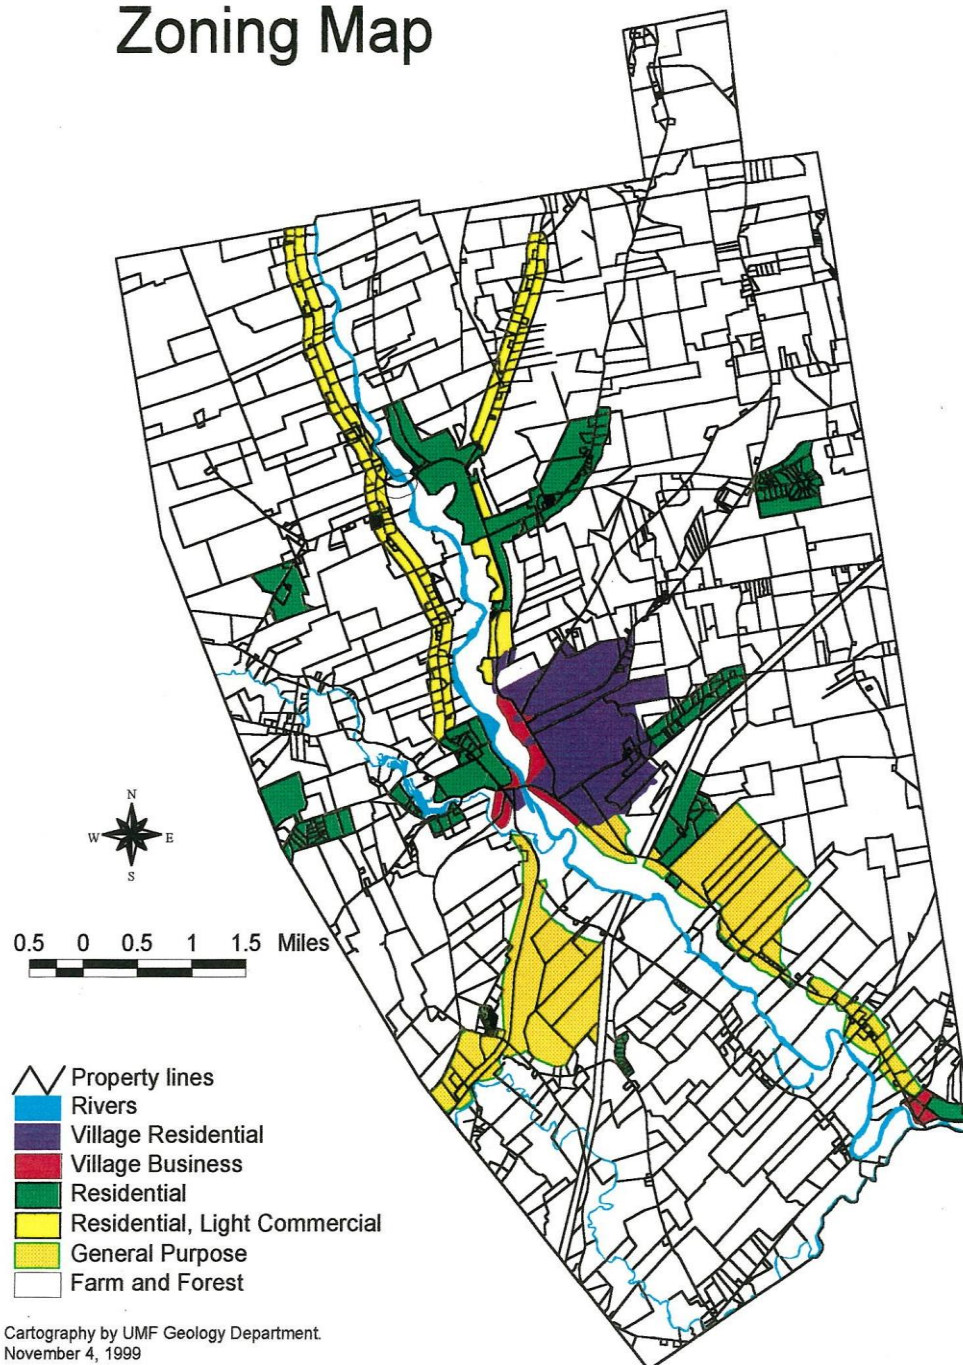 Zoning Map
N
W E
S
0.5 0 0.5 1 1.5 Miles
Property lines
Rivers
Village Residential
Village Business
Residential
Residential, Light Commercial
General Purpose
Farm and Forest
Cartography by UMF Geology Department.
November 4, 1999